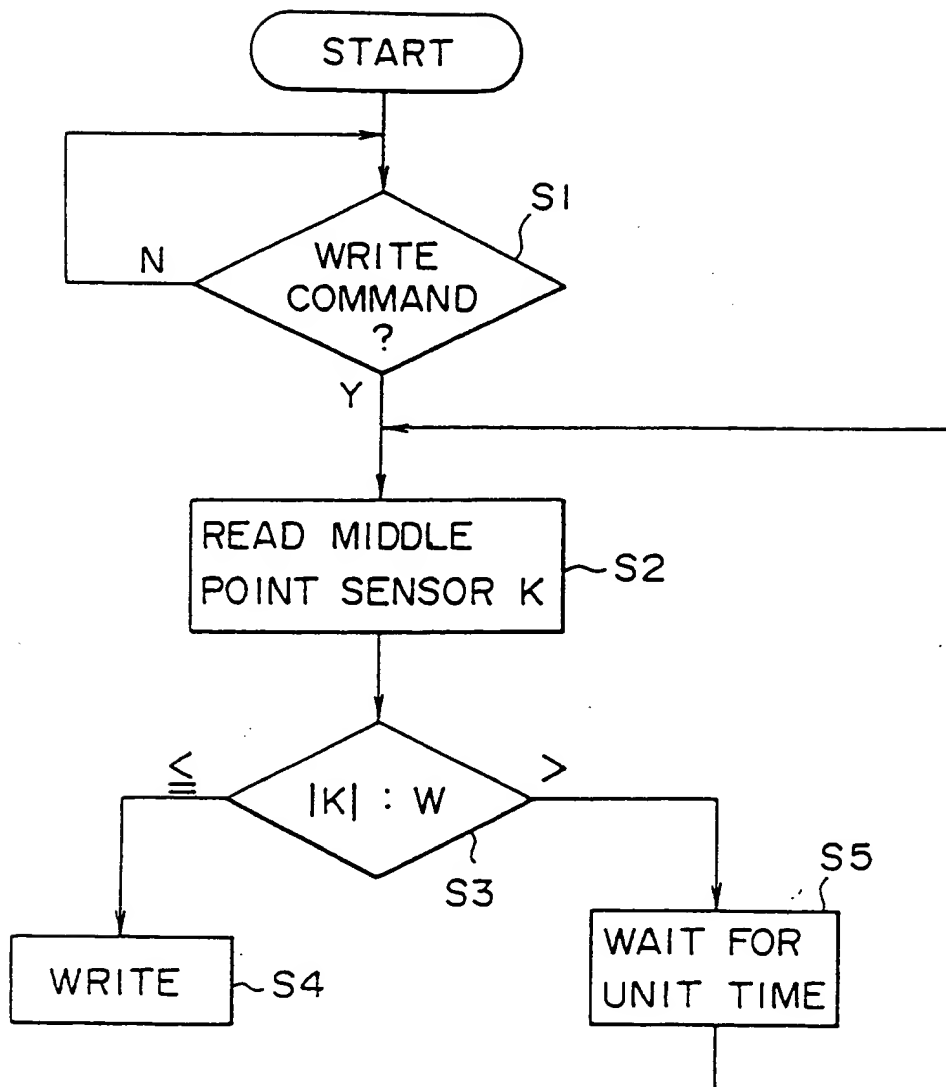 START
S1
N
WRITE
COMMAND
?
Y
READ MIDDLE
POINT SENSOR K
S2
≦
>
|K| : W
S3
S5
WRITE
S4
WAIT FOR
UNIT TIME